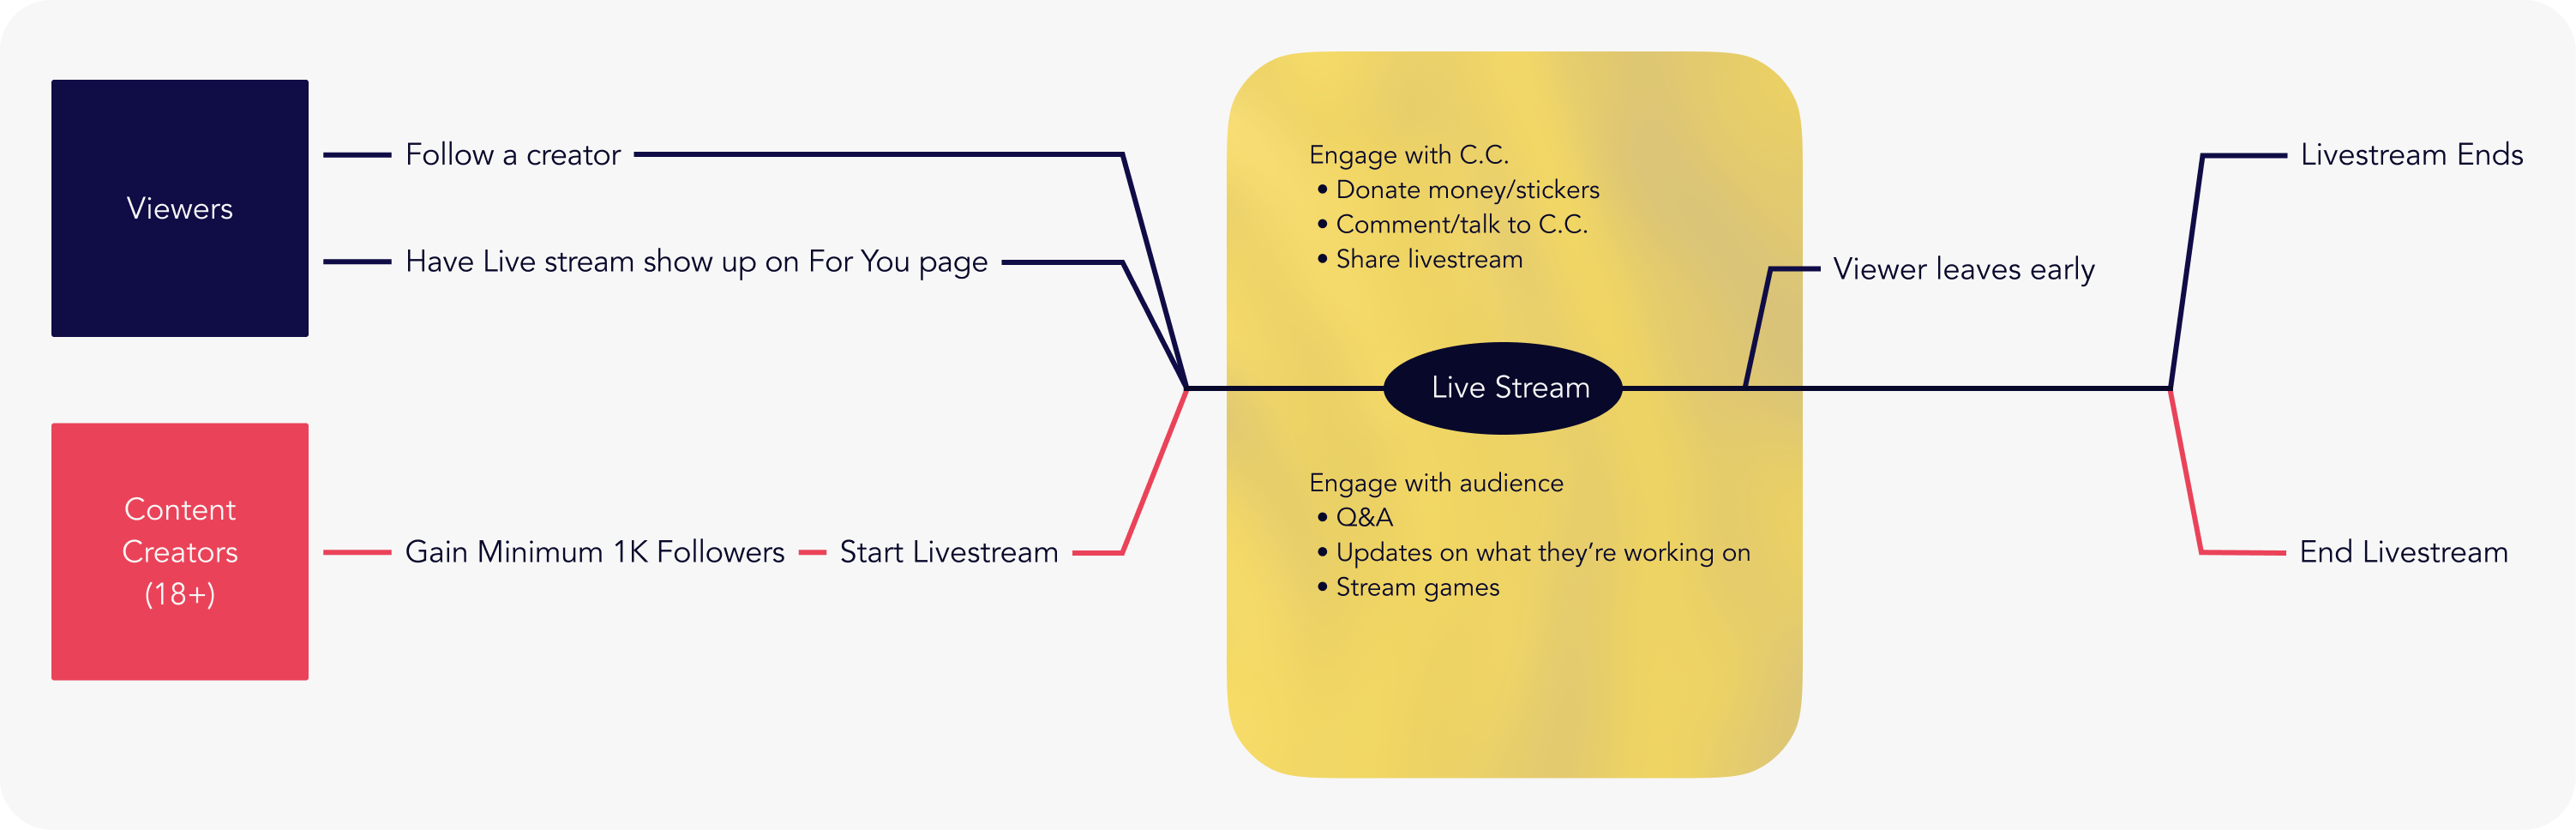 Viewers
Follow a creator
Have Live stream show up on For You page
Content
Creators
(18+)
Gain Minimum 1K Followers
Start Livestream
Engage with C.C.
• Donate money/stickers
• Comment/talk to C.C.
• Share livestream
Live Stream
Engage with audience
• Q&A
• Updates on what they’re working on
• Stream games
Viewer leaves early
Livestream Ends
End Livestream